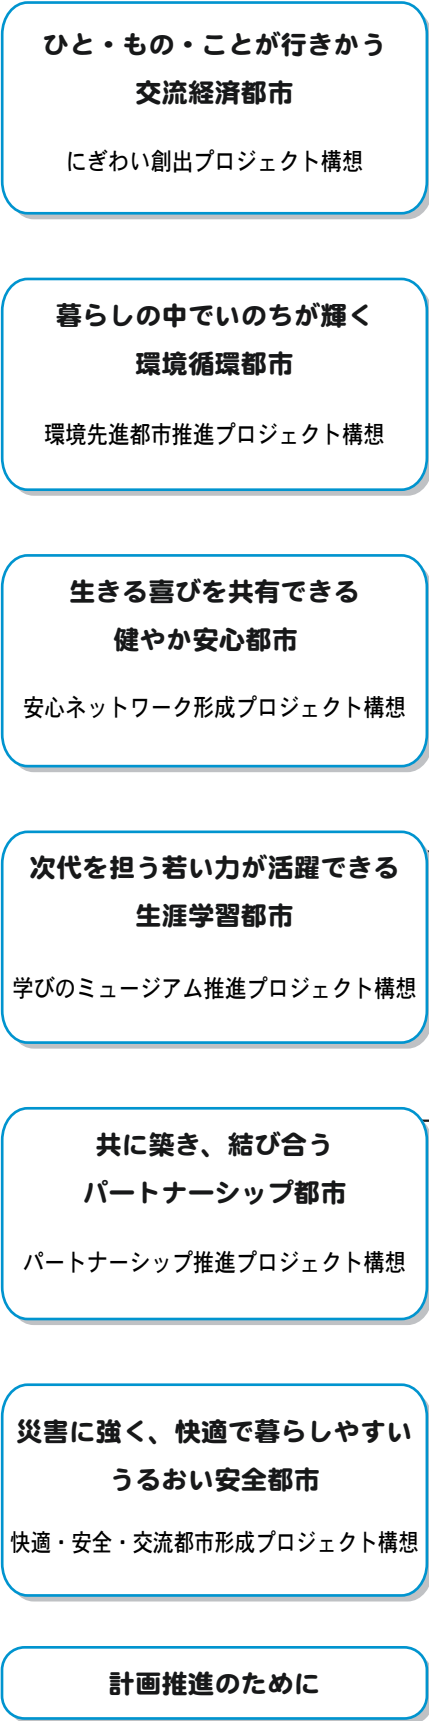 ひと・もの・ことが行きかう
交流経済都市
にぎわい創出プロジェクト構想
暮らしの中でいのちが輝く
環境循環都市
環境先進都市推進プロジェクト構想
生きる喜びを共有できる
健やか安心都市
安心ネットワーク形成プロジェクト構想
次代を担う若い力が活躍できる
生涯学習都市
学びのミュージアム推進プロジェクト構想
共に築き、結び合う
パートナーシップ都市
パートナーシップ推進プロジェクト構想
災害に強く、快適で暮らしやすい
うるおい安全都市
快適・安全・交流都市形成プロジェクト構想
計画推進のために